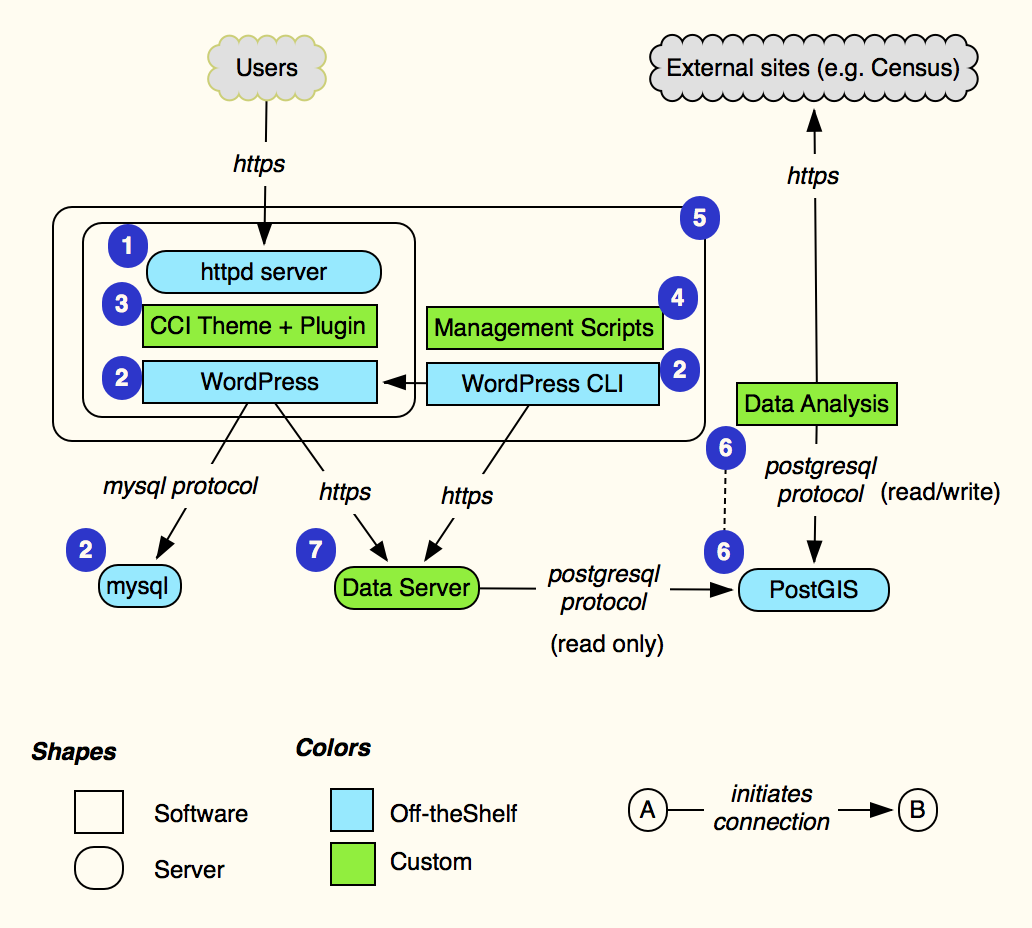 Users
External sites (e.g. Census)
https
https
5
1
httpd server
3
CCI Theme + Plugin
4
Management Scripts
2
WordPress
WordPress CLI
2
Data Analysis
6
mysql protocol
https
https
postgresql
protocol
(read/write)
2
mysql
7
Data Server
postgresql
protocol
(read only)
6
PostGIS
Shapes
Software
Server
Colors
Off-theShelf
Custom
A
initiates
connection
B